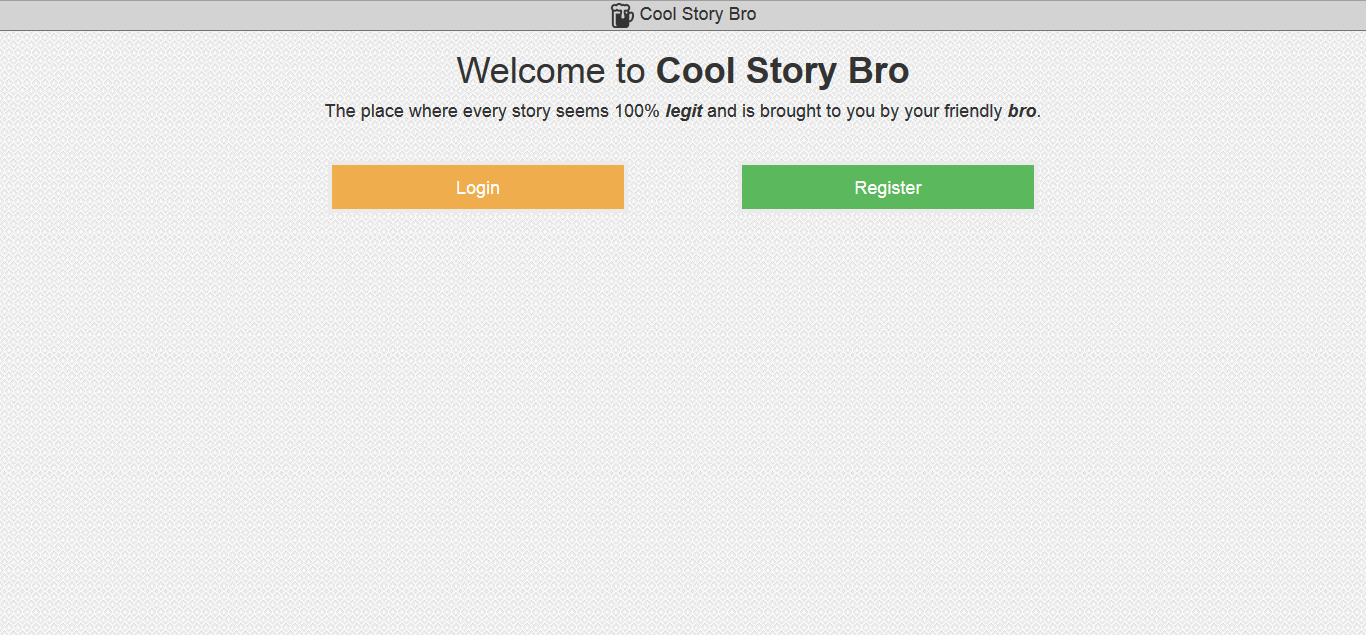 Cool Story Bro
Welcome to Cool Story Bro
The place where every story seems 100% legit and is brought to you by your friendly bro.
Login
Register